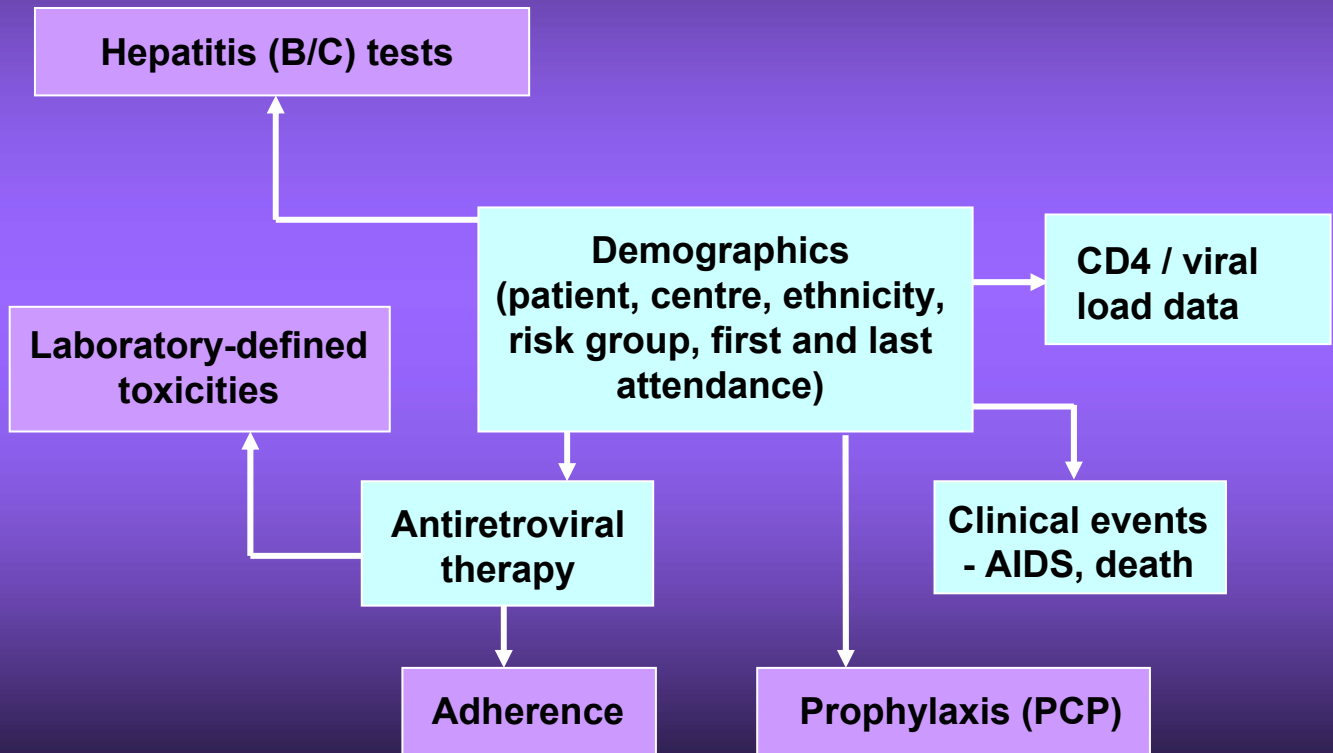 Hepatitis (B/C) tests
Demographics
(patient, centre, ethnicity,
risk group, first and last
attendance)
CD4 / viral
load data
Laboratory-defined
toxicities
Antiretroviral
therapy
Clinical events
- AIDS, death
Adherence
Prophylaxis (PCP)